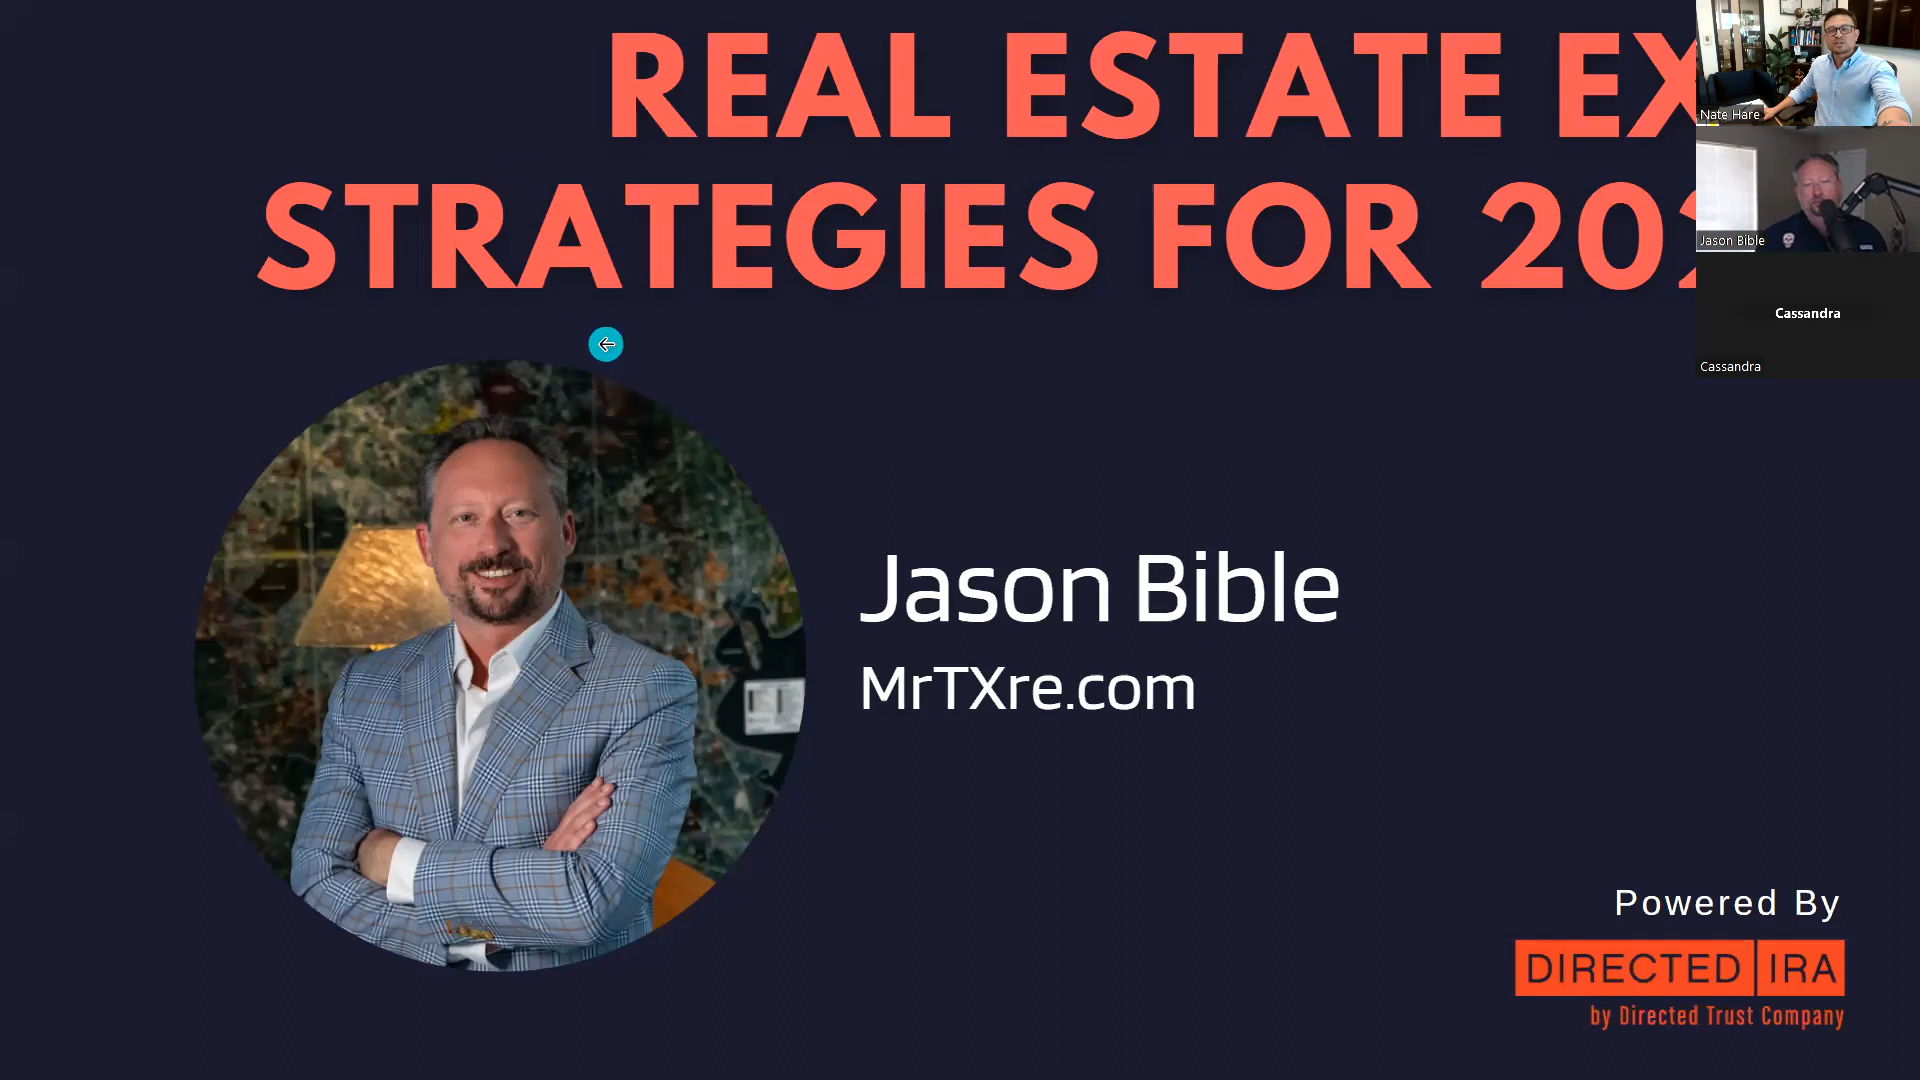 REAL ESTATE EX
STRATEGIES FOR 202
Nate Hare
Jason Bible
Cassandra
Cassandra
Jason Bible
MrTXre.com
Powered By
DIRECTED IRA
by Directed Trust Company